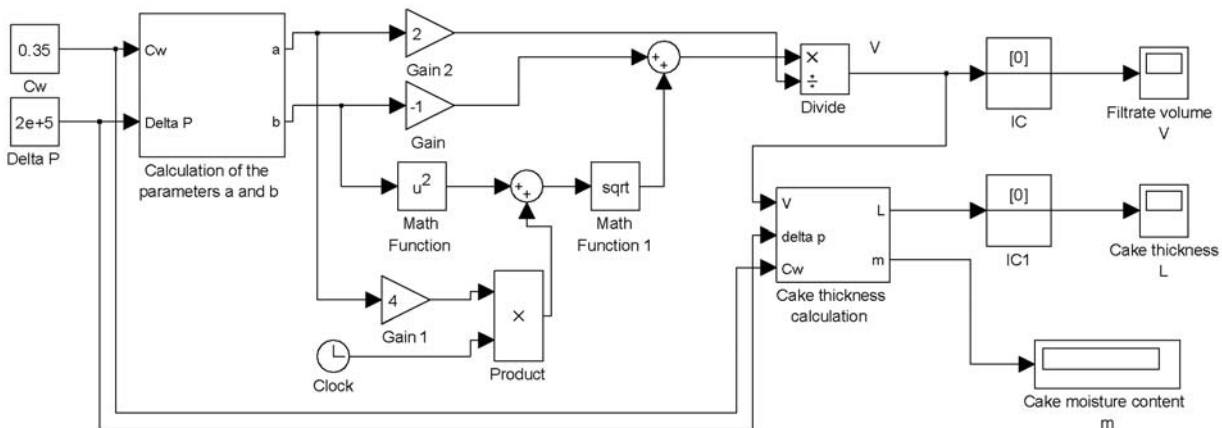 0.35
Cw
2e+5
Delta P
Cw
Delta P
a
b
Calculation of the
parameters a and b
2
Gain 2
-1
Gain
u2
Math
Function
+
+
sqrt
Math
Function 1
4
Gain 1
Clock
×
Product
+
+
×
÷
Divide
V
[0]
IC
Filtrate volume
V
V
delta p
Cw
L
m
Cake thickness
calculation
[0]
IC1
Cake thickness
L
Cake moisture content
m